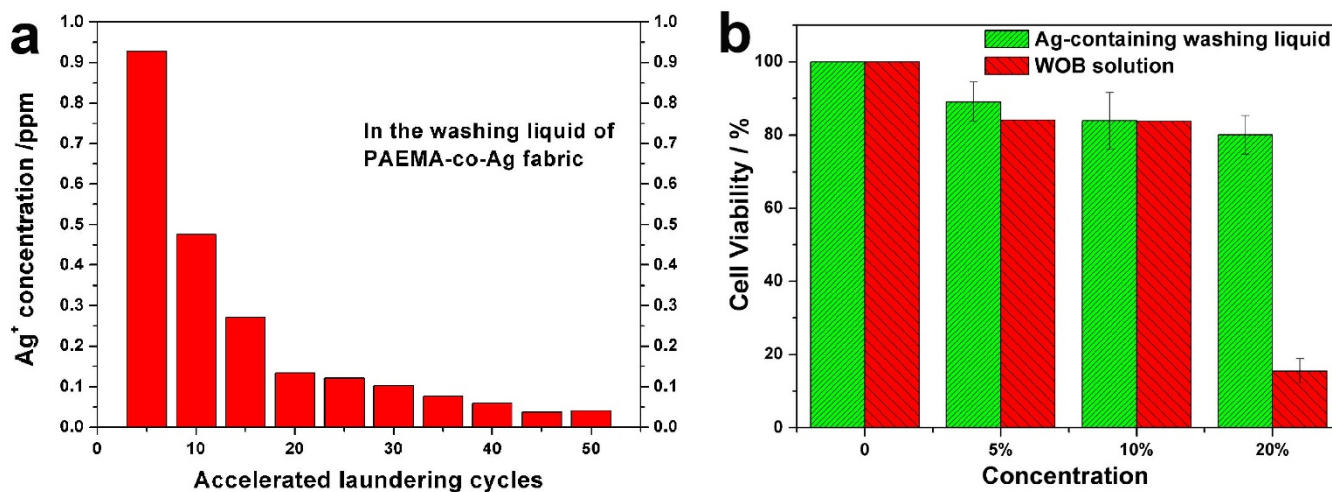 a
1.0
0.9
0.8
0.7
0.6
0.5
0.4
0.3
0.2
0.1
0.0
Ag⁺ concentration /ppm
In the washing liquid of
PAEMA-co-Ag fabric
1.0
0.9
0.8
0.7
0.6
0.5
0.4
0.3
0.2
0.1
0.0
0 10 20 30 40 50
Accelerated laundering cycles
b
Ag-containing washing liquid
WOB solution
100
80
60
40
20
0
Cell Viability / %
0 5% 10% 20%
Concentration